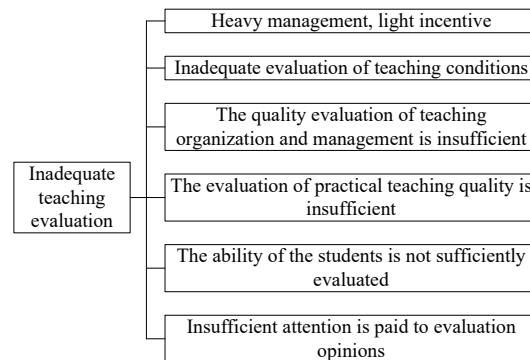 Heavy management, light incentive
Inadequate evaluation of teaching conditions
The quality evaluation of teaching
organization and management is insufficient
Inadequate
teaching
evaluation
The evaluation of practical teaching quality is
insufficient
The ability of the students is not sufficiently
evaluated
Insufficient attention is paid to evaluation
opinions